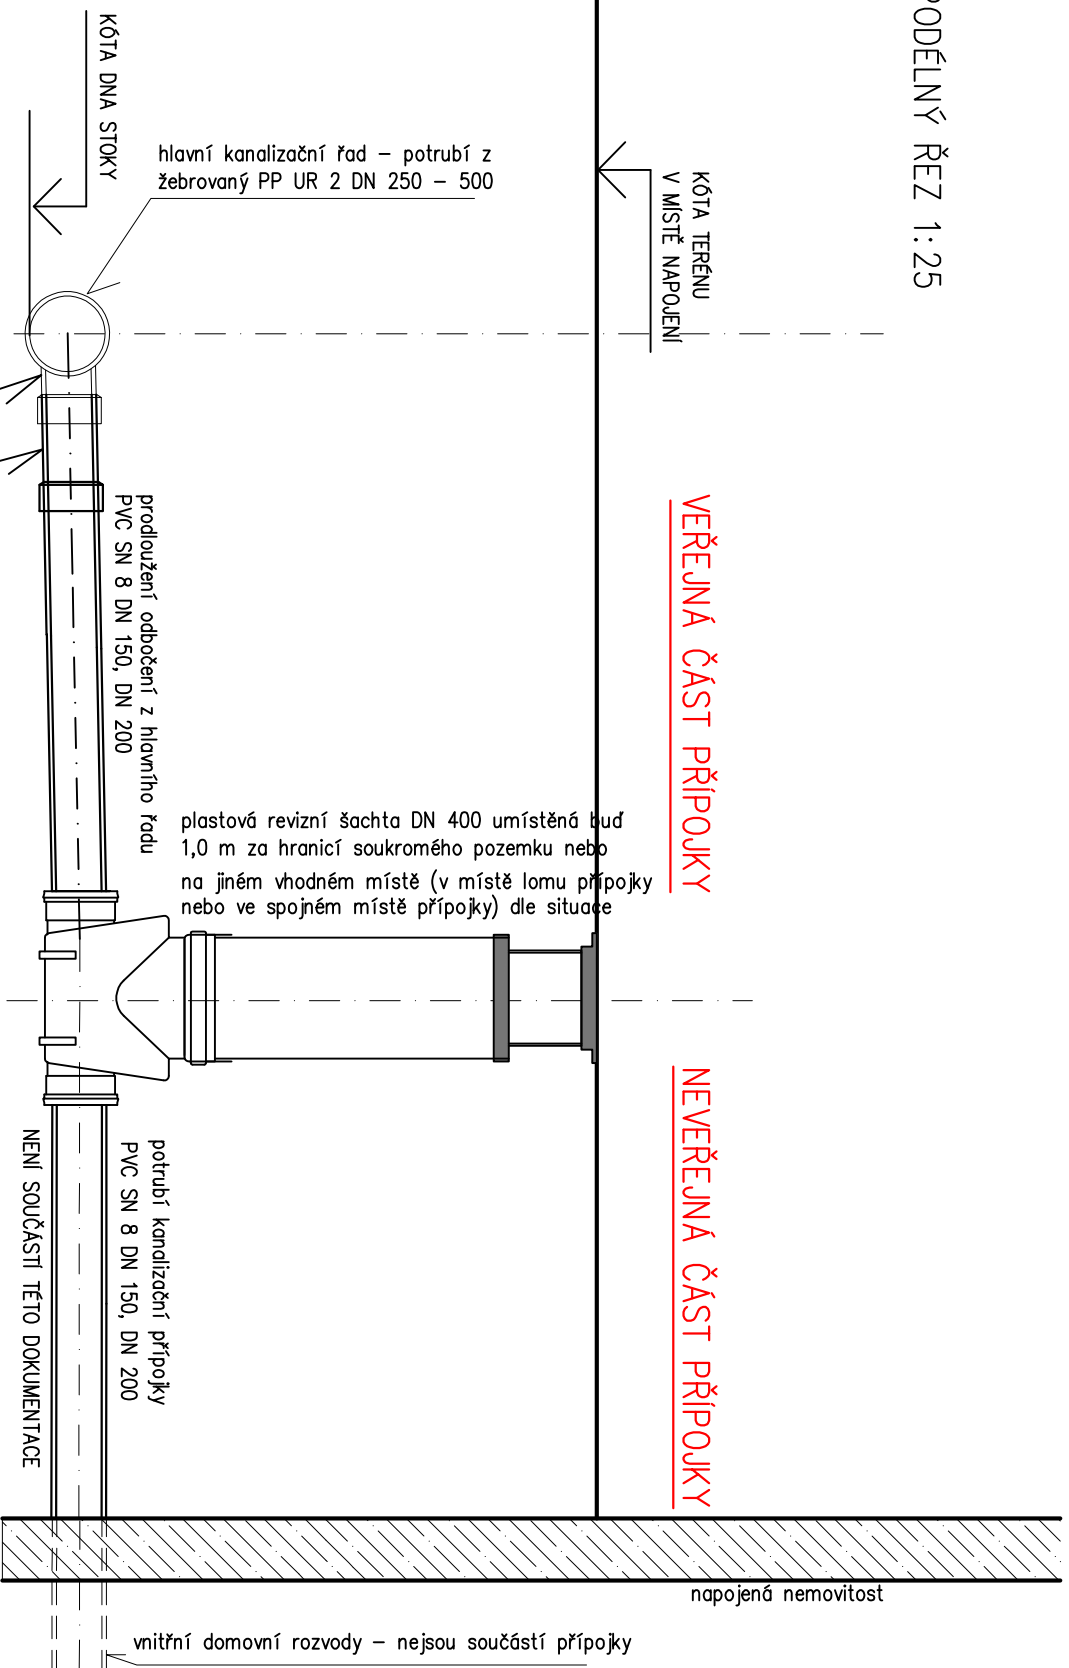 PODÉLNÝ ŘEZ 1:25
KÓTA DNA STOKY
hlavní kanalizační řad – potrubí z
žebrovaný PP UR 2 DN 250 – 500
KÓTA TERÉNU
V MÍSTĚ NAPOJENÍ
VEŘEJNÁ ČÁST PŘÍPOJKY
prodloužení odbočení z hlavního řadu
PVC SN 8 DN 150, DN 200
plastová revizní šachta DN 400 umístěná buď
1,0 m za hranicí soukromého pozemku nebo
na jiném vhodném místě (v místě lomu přípojky
nebo ve spojném místě přípojky) dle situace
NEVEŘEJNÁ ČÁST PŘÍPOJKY
potrubí kanalizační přípojky
PVC SN 8 DN 150, DN 200
NENÍ SOUČÁSTÍ TÉTO DOKUMENTACE
napojená nemovitost
vnitřní domovní rozvody – nejsou součástí přípojky